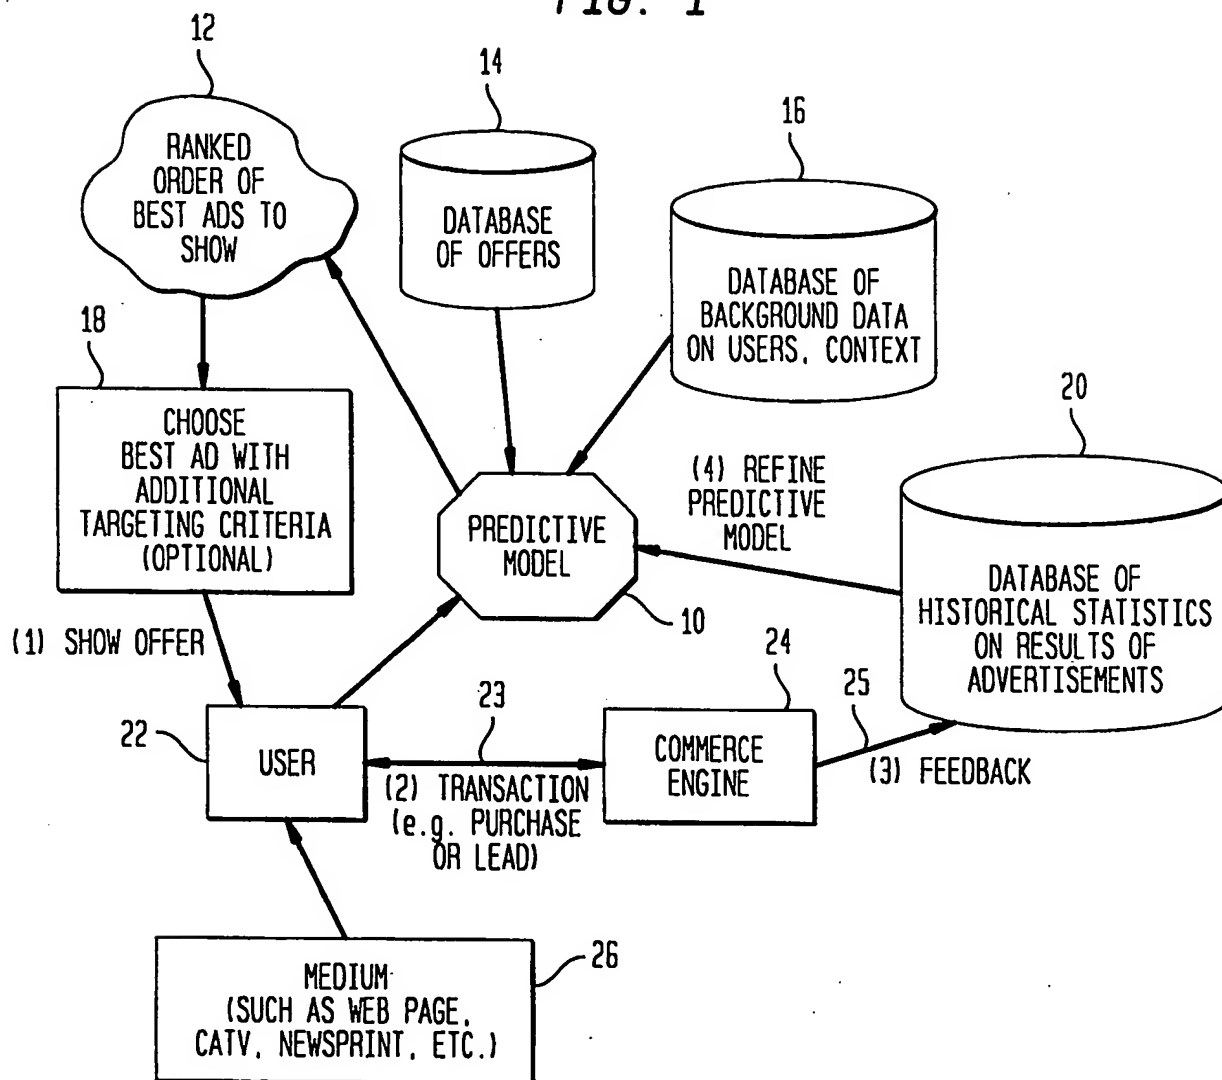 FIG. 1
12
14
16
RANKED
ORDER OF
BEST ADS TO
SHOW
DATABASE
OF OFFERS
DATABASE OF
BACKGROUND DATA
ON USERS, CONTEXT
18
20
CHOOSE
BEST AD WITH
ADDITIONAL
TARGETING CRITERIA
(OPTIONAL)
(4) REFINE
PREDICTIVE
MODEL
PREDICTIVE
MODEL
DATABASE OF
HISTORICAL STATISTICS
ON RESULTS OF
ADVERTISEMENTS
10
(1) SHOW OFFER
24
25
23
22
USER
COMMERCE
ENGINE
(3) FEEDBACK
(2) TRANSACTION
(e.g. PURCHASE
OR LEAD)
26
MEDIUM
(SUCH AS WEB PAGE,
CATV, NEWSPRINT, ETC.)